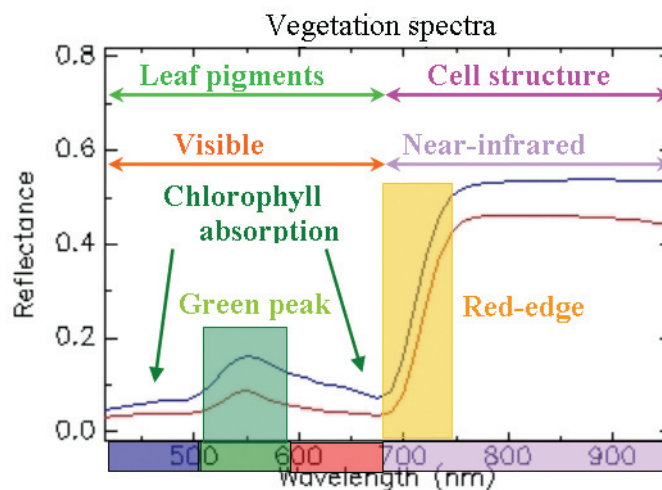 Vegetation spectra
0.8
Leaf pigments
Cell structure
0.6
Visible
Near-infrared
Chlorophyll
absorption
Reflectance
0.4
Green peak
Red-edge
0.2
0.0
500 600 700 800 900
Wavelength (nm)